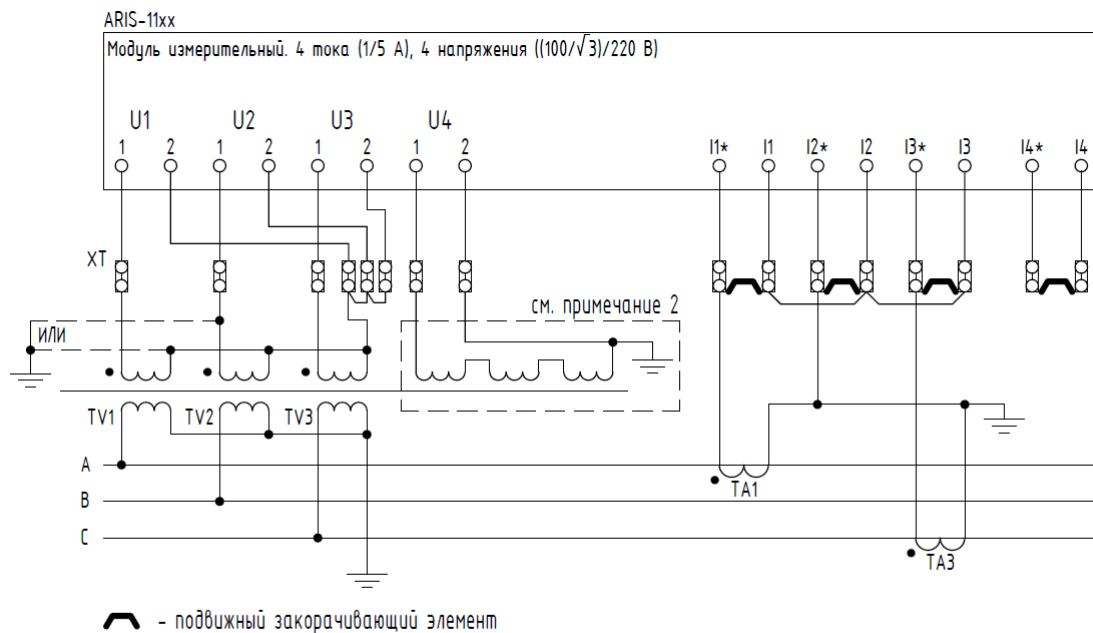 ARIS-11xx
Модуль измерительный. 4 тока (1/5 А), 4 напряжения ((100/√3)/220 В)
U1 U2 U3 U4
1 2 1 2 1 2 1 2 I1* I1 I2* I2 I3* I3 I4* I4
XT
см. примечание 2
ИЛИ
TV1 TV2 TV3
A
TA1
B
C
TA3
- подвижный закорачивающий элемент